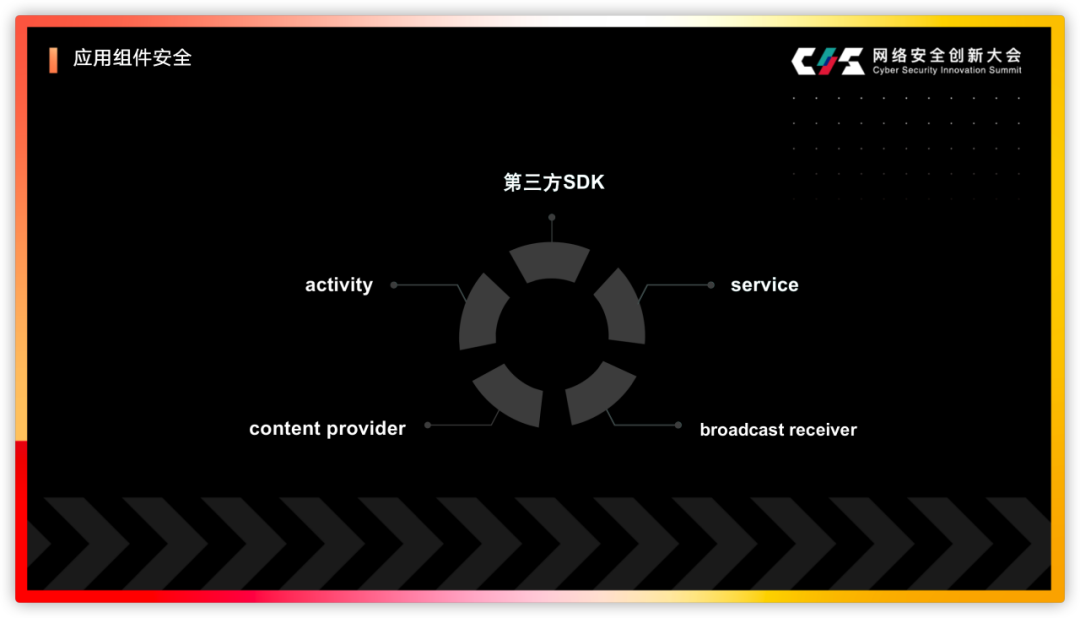 应用组件安全
CIS 网络安全创新大会
Cyber Security Innovation Summit
第三方SDK
activity
service
content provider
broadcast receiver